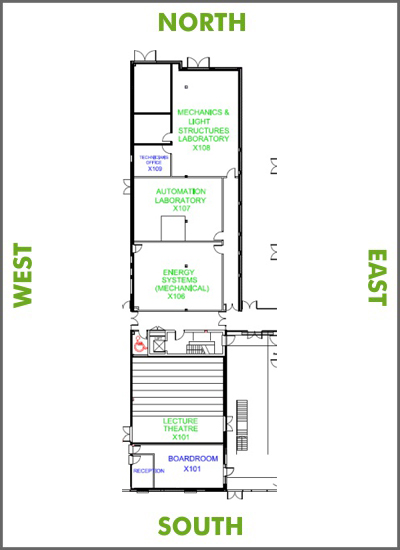 NORTH
MECHANICS &
LIGHT
STRUCTURES
LABORATORY
X108
TECHNICIANS
OFFICE
X109
AUTOMATION
LABORATORY
X107
WEST
EAST
ENERGY
SYSTEMS
(MECHANICAL)
X106
LECTURE
THEATRE
X101
BOARDROOM
X101
RECEPTION
SOUTH